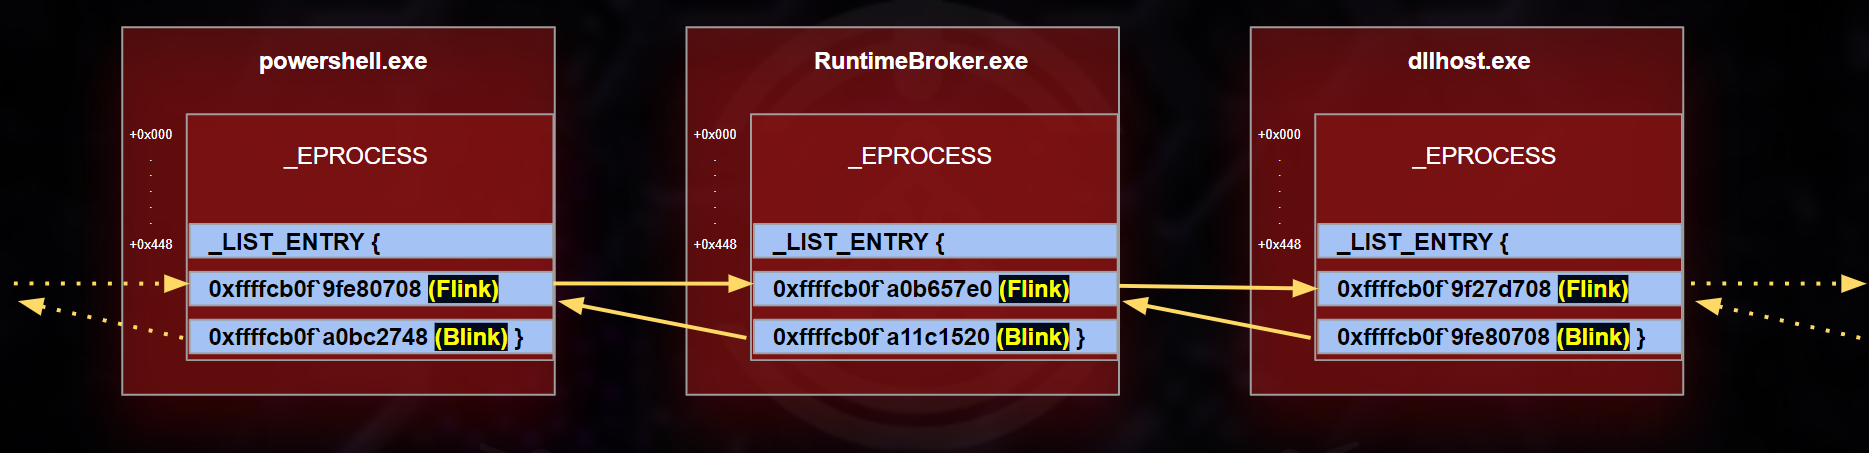 powershell.exe
+0x000
_EPROCESS
+0x448
_LIST_ENTRY {
0xffffcb0f`9fe80708 (Flink)
0xffffcb0f`a0bc2748 (Blink) }
RuntimeBroker.exe
+0x000
_EPROCESS
+0x448
_LIST_ENTRY {
0xffffcb0f`a0b657e0 (Flink)
0xffffcb0f`a11c1520 (Blink) }
dllhost.exe
+0x000
_EPROCESS
+0x448
_LIST_ENTRY {
0xffffcb0f`9f27d708 (Flink)
0xffffcb0f`9fe80708 (Blink) }